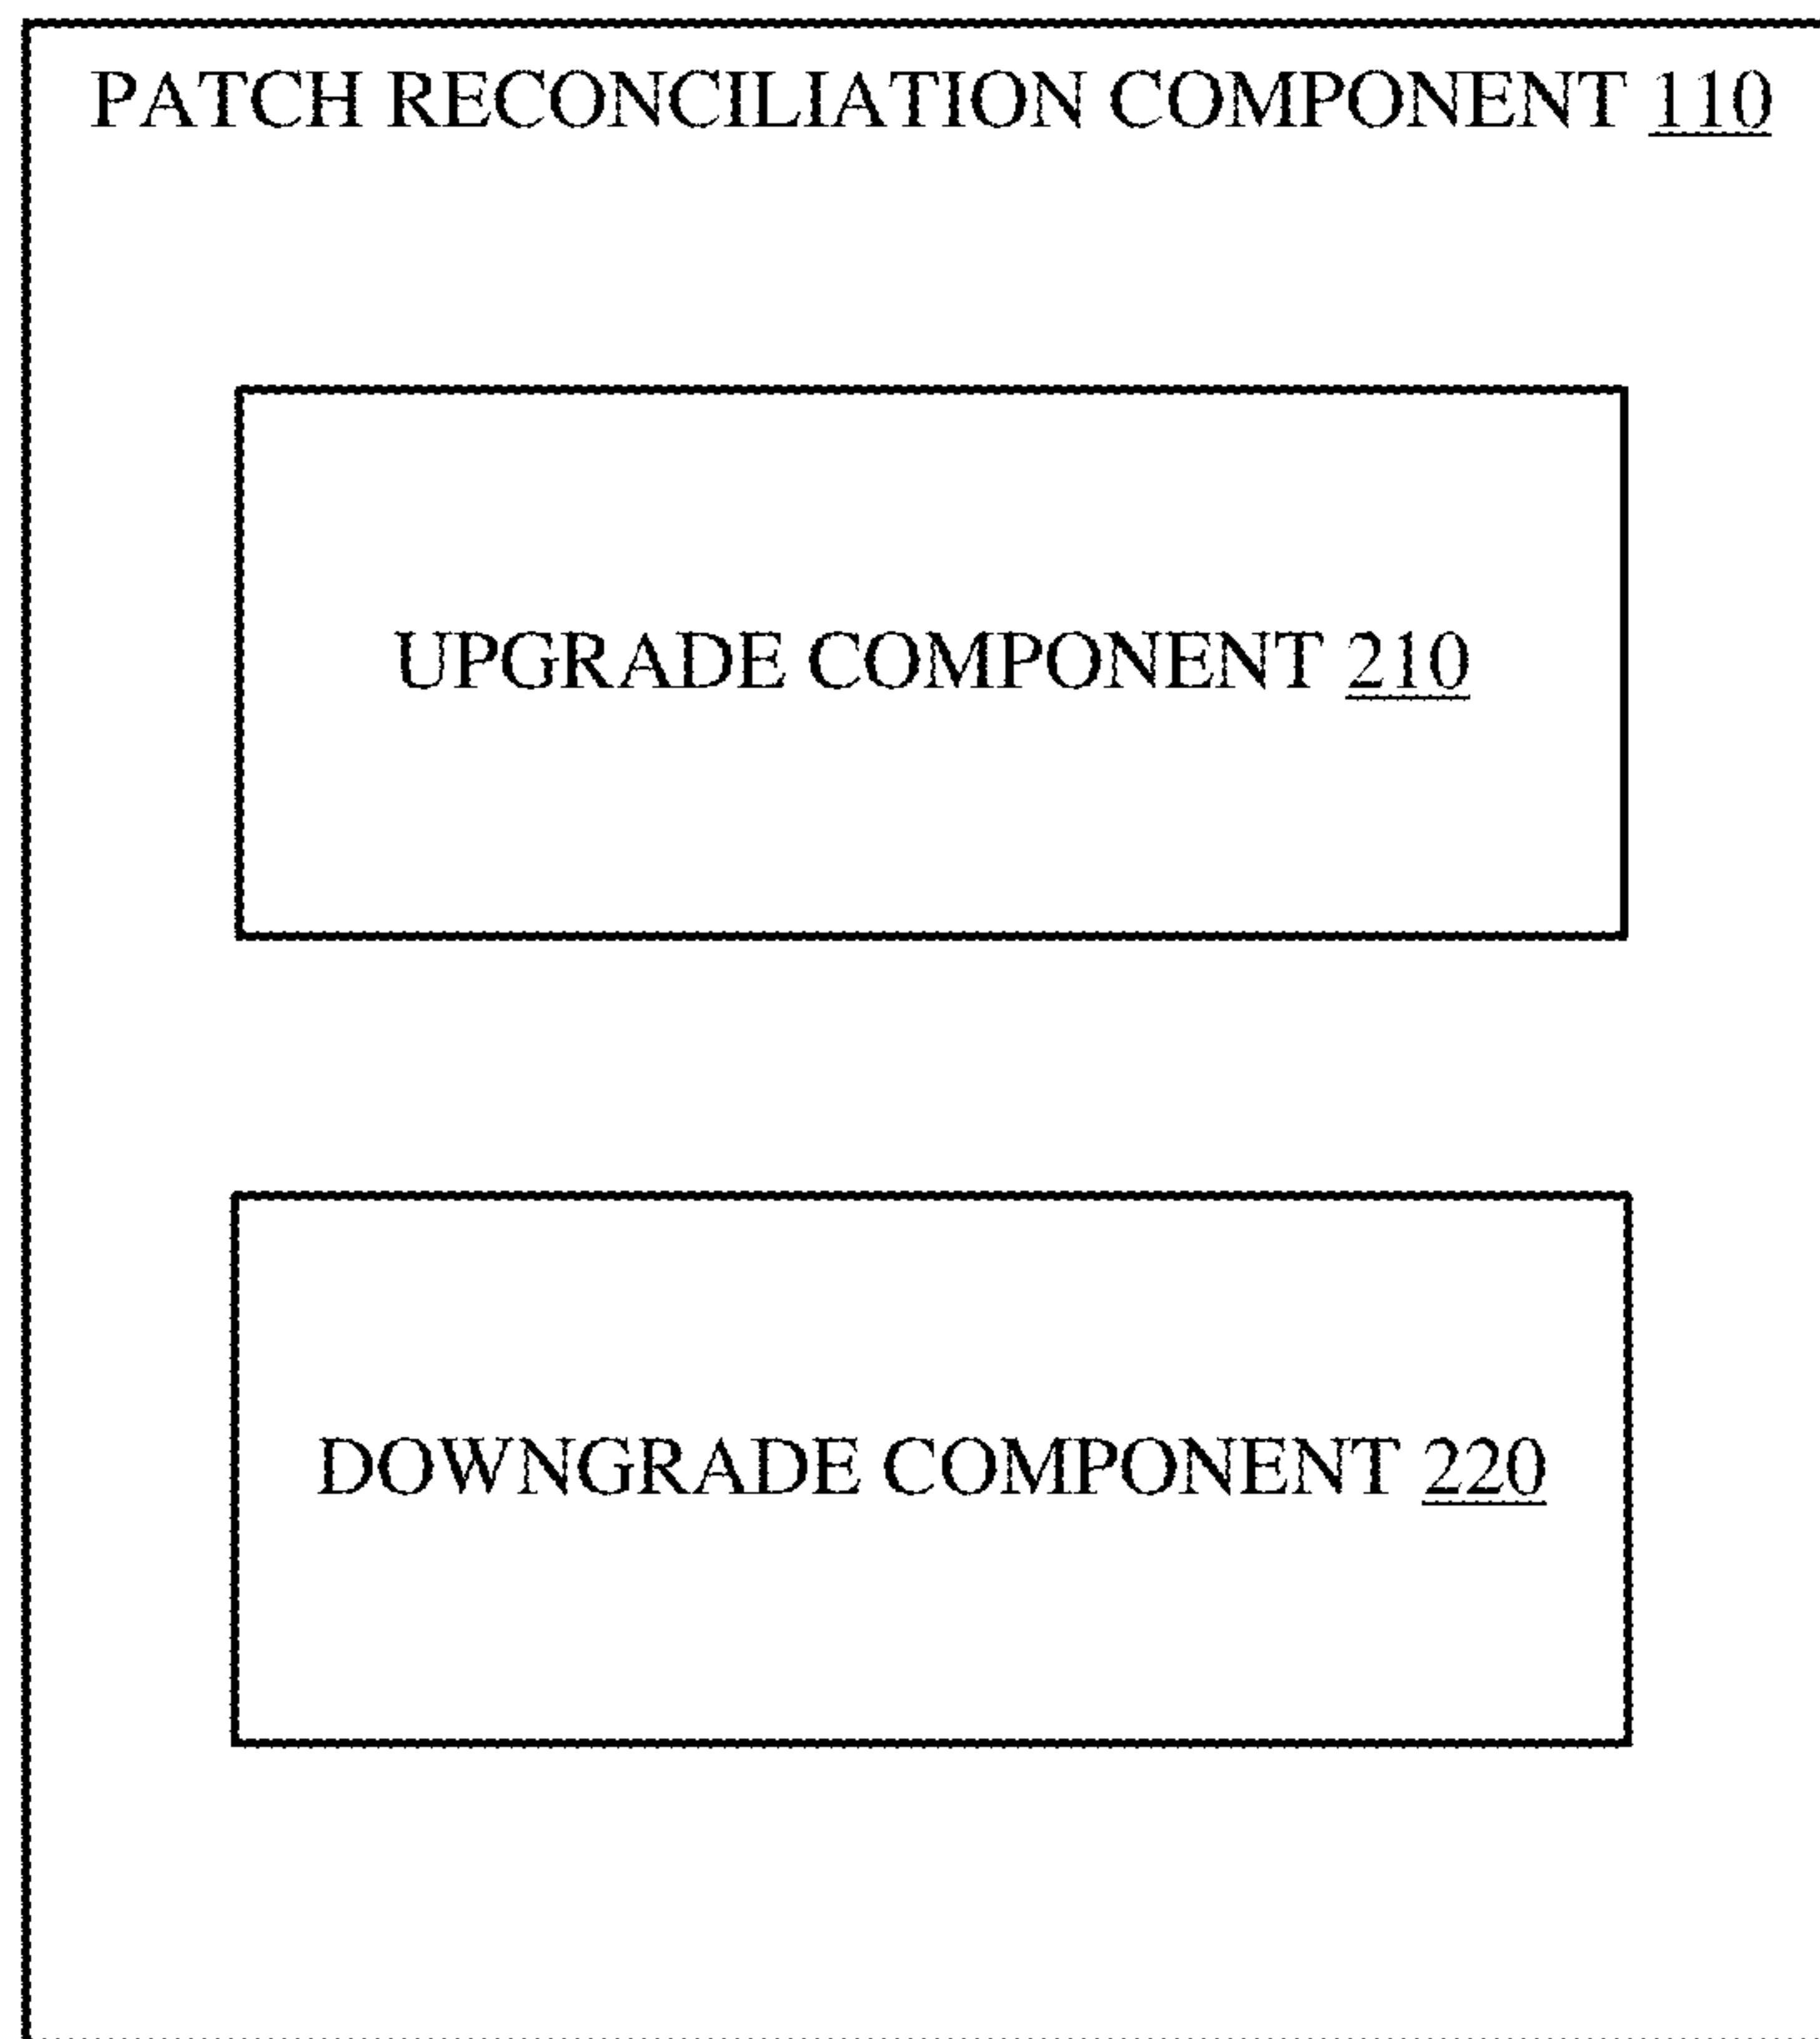 PATCH RECONCILIATION COMPONENT 110
UPGRADE COMPONENT 210
DOWNGRADE COMPONENT 220